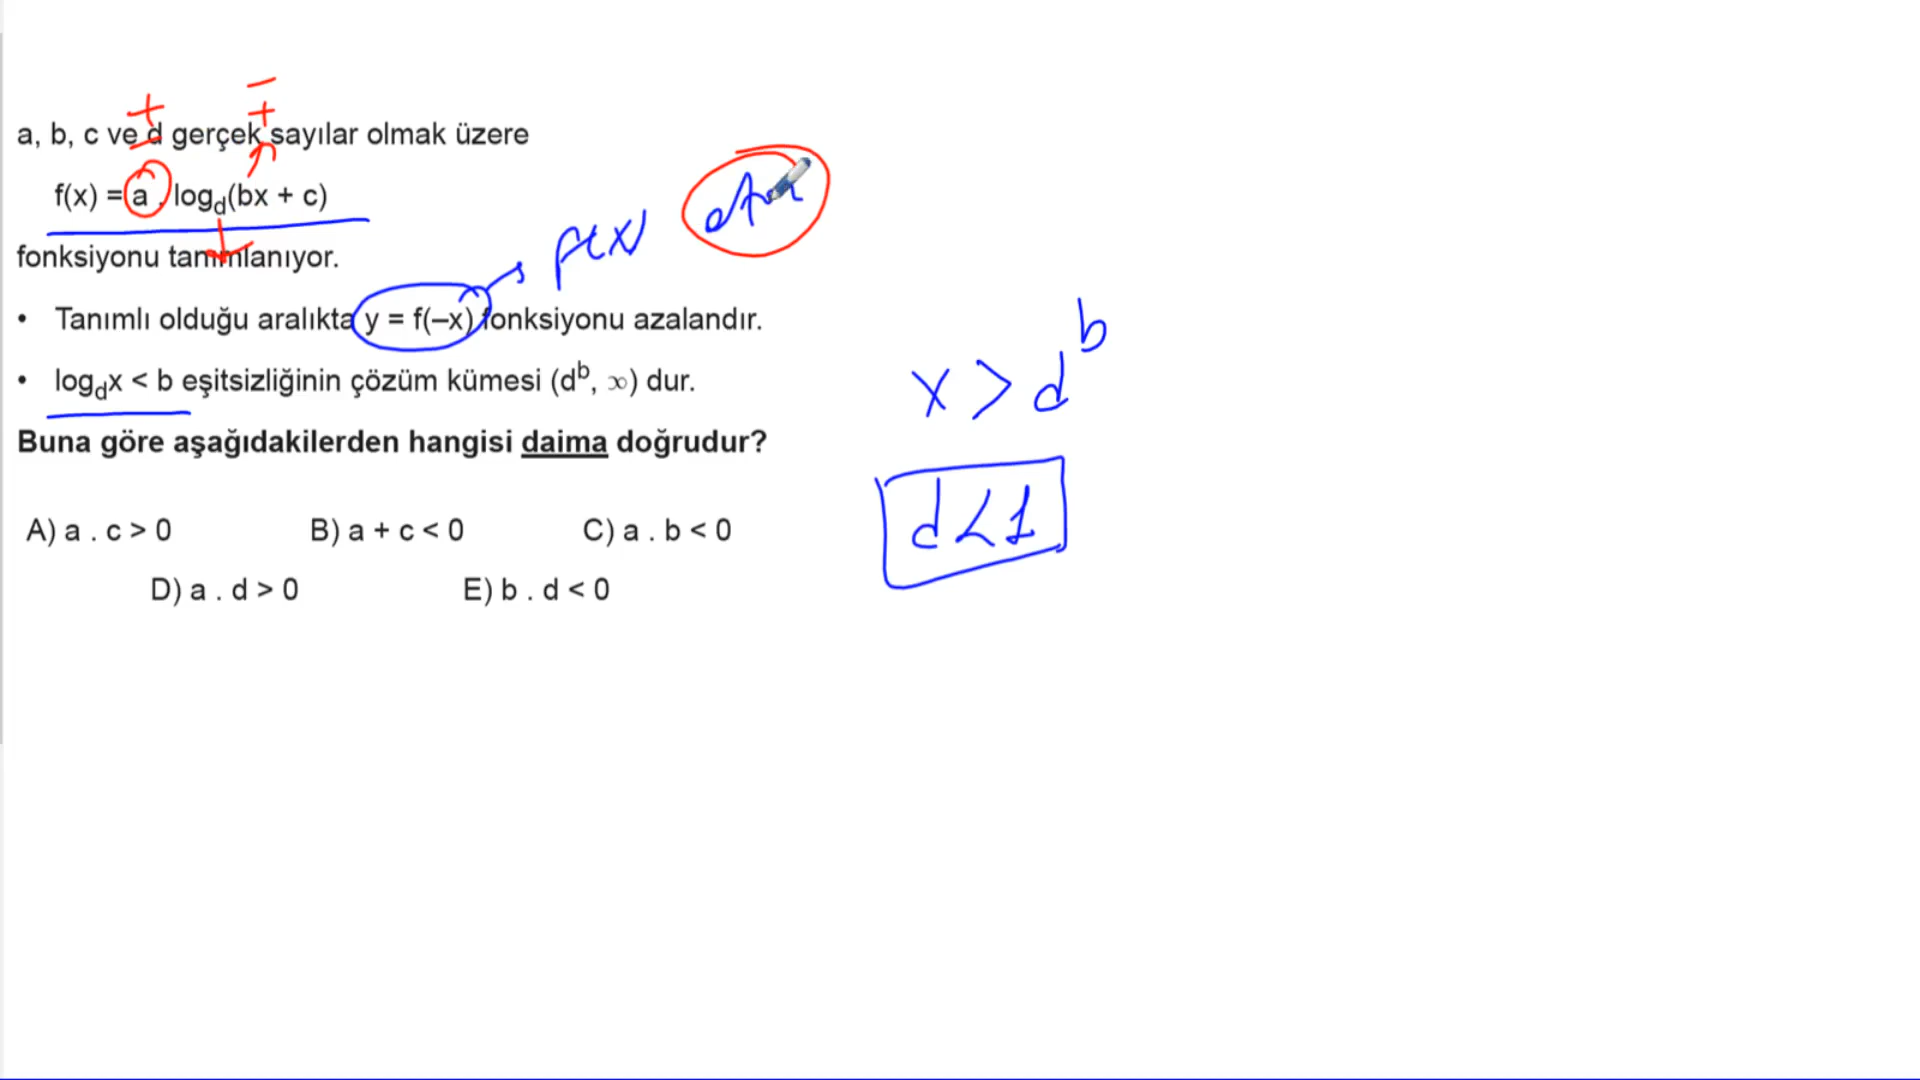 a, b, c ve d gerçek sayılar olmak üzere
f(x) = a . log_d(bx + c)
fonksiyonu tanımlanıyor.
• Tanımlı olduğu aralıkta y = f(–x) fonksiyonu azalandır.
• log_dx < b eşitsizliğinin çözüm kümesi (d^b, ∞) dur.
Buna göre aşağıdakilerden hangisi daima doğrudur?
A) a . c > 0 B) a + c < 0 C) a . b < 0
D) a . d > 0 E) b . d < 0
+
–
+
f(x)
x > d^b
d < 1